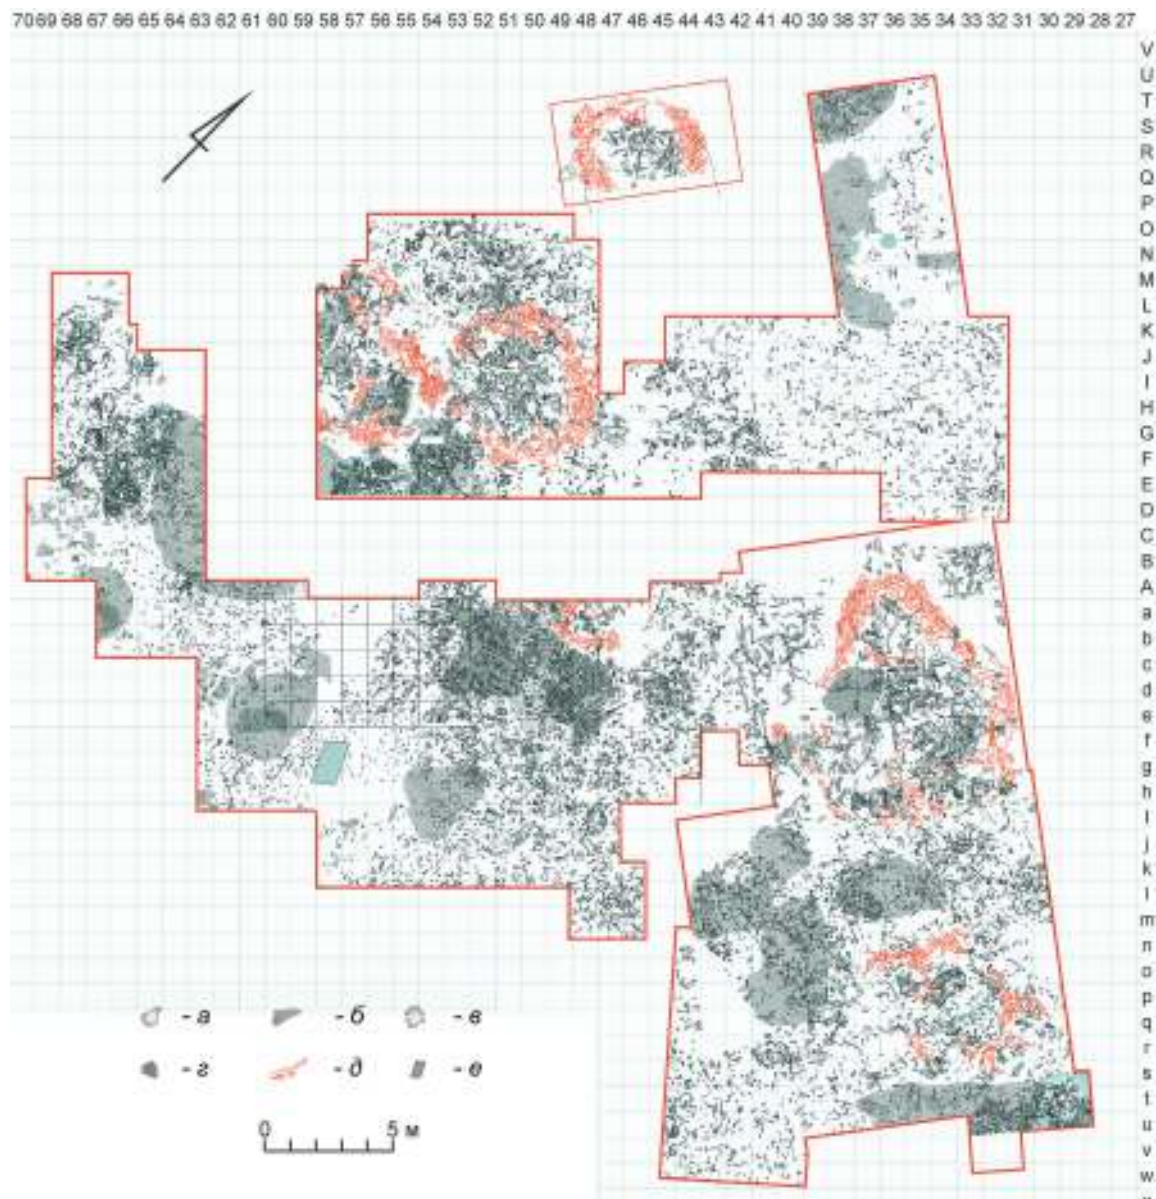 70 69 68 67 66 65 64 63 62 61 60 59 58 57 56 55 54 53 52 51 50 49 48 47 46 45 44 43 42 41 40 39 38 37 36 35 34 33 32 31 30 29 28 27
V
U
T
S
R
Q
P
O
N
M
L
K
J
I
H
G
F
E
D
C
B
A
a
b
c
d
e
f
g
h
i
j
k
l
m
n
o
p
q
r
s
t
u
v
w
- а - б - в
- г - д - е
0 5 м